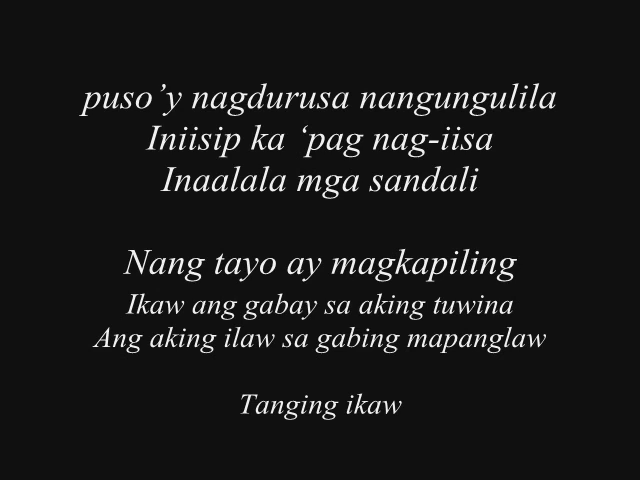 puso’y nagdurusa nangungulila
Iniisip ka ‘pag nag-iisa
Inaalala mga sandali
Nang tayo ay magkapiling
Ikaw ang gabay sa aking tuwina
Ang aking ilaw sa gabing mapanglaw
Tanging ikaw